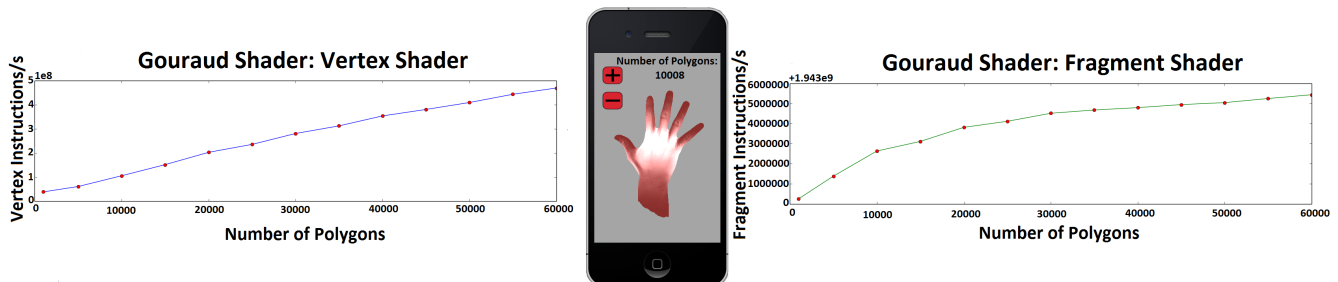 Gouraud Shader: Vertex Shader
1e8
Vertex Instructions/s
5
4
3
2
1
0
0 10000 20000 30000 40000 50000 60000
Number of Polygons
Number of Polygons:
10008
+
−
Gouraud Shader: Fragment Shader
+1.943e9
Fragment Instructions/s
6000000
5000000
4000000
3000000
2000000
1000000
0
0 10000 20000 30000 40000 50000 60000
Number of Polygons